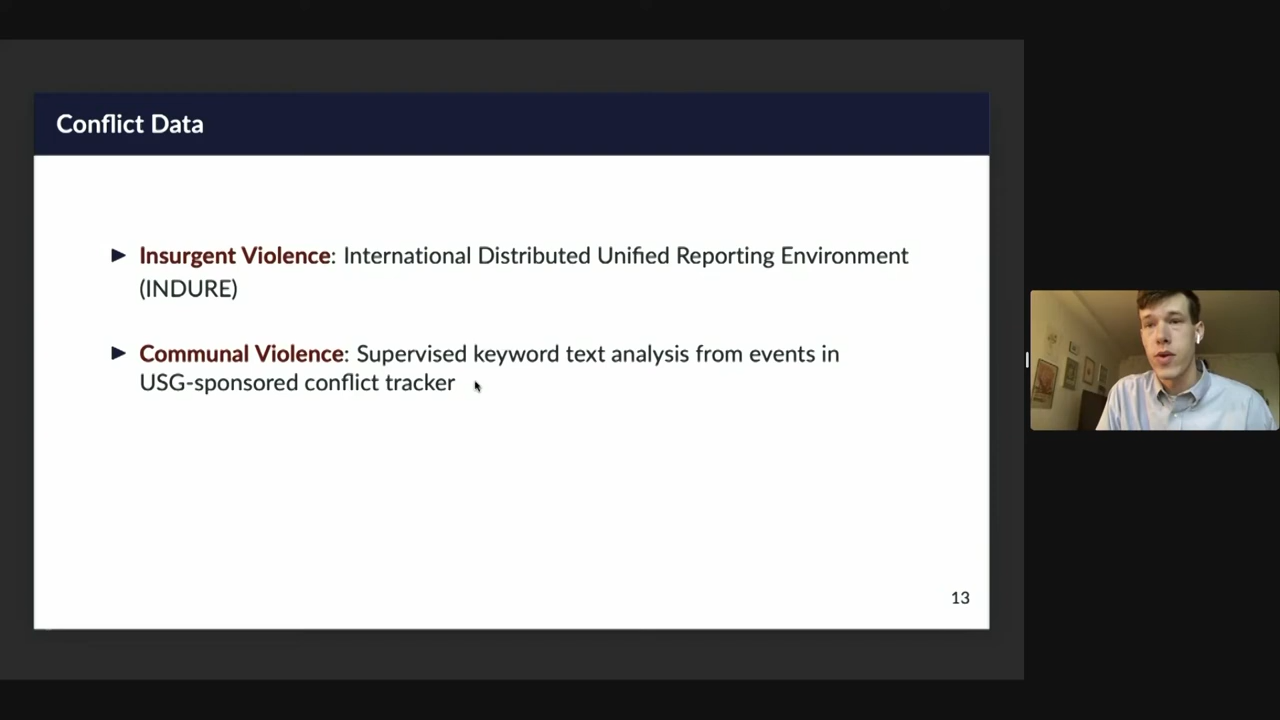 Conflict Data
► Insurgent Violence: International Distributed Unified Reporting Environment
(INDURE)
► Communal Violence: Supervised keyword text analysis from events in
USG-sponsored conflict tracker
13